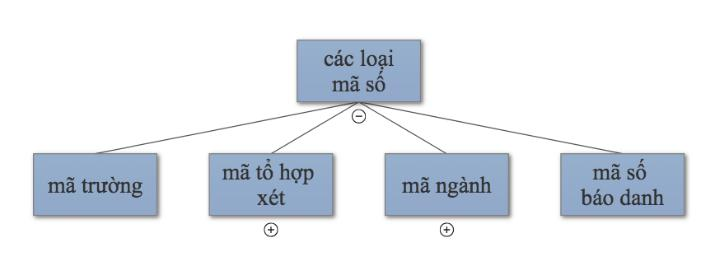 các loại
mã số
mã trường
mã tổ hợp
xét
mã ngành
mã số
báo danh